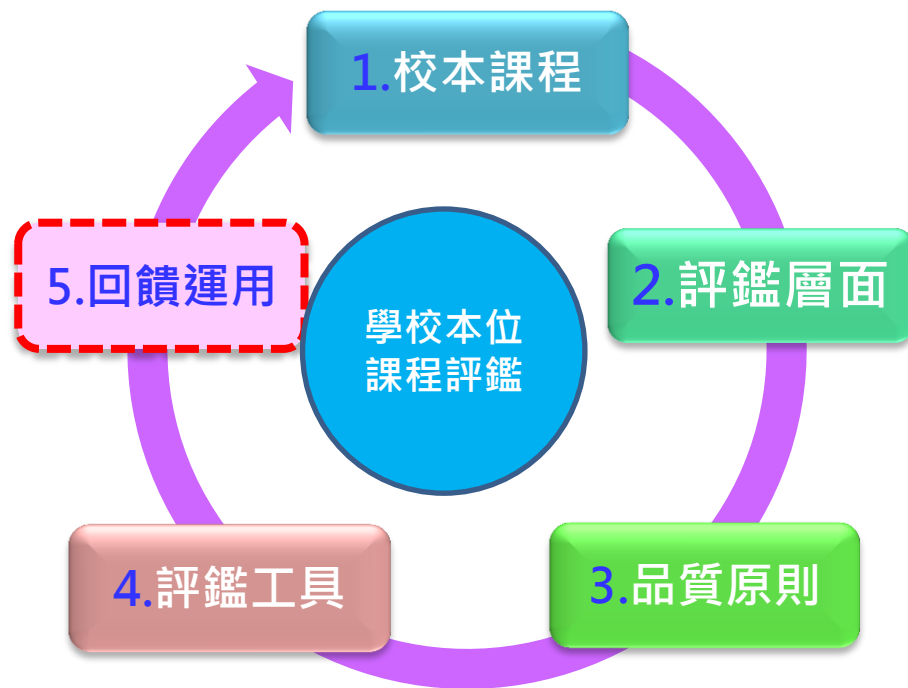 1.校本課程
2.評鑑層面
3.品質原則
4.評鑑工具
5.回饋運用
學校本位
課程評鑑